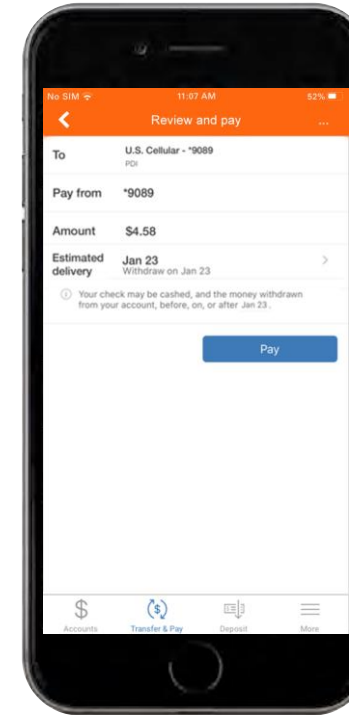 No SIM 11:07 AM 52%
Review and pay ...
To U.S. Cellular - *9089
PDI
Pay from *9089
Amount $4.58
Estimated Jan 23
delivery Withdraw on Jan 23
Your check may be cashed, and the money withdrawn
from your account, before, on, or after Jan 23.
Pay
Accounts Transfer & Pay Deposit More